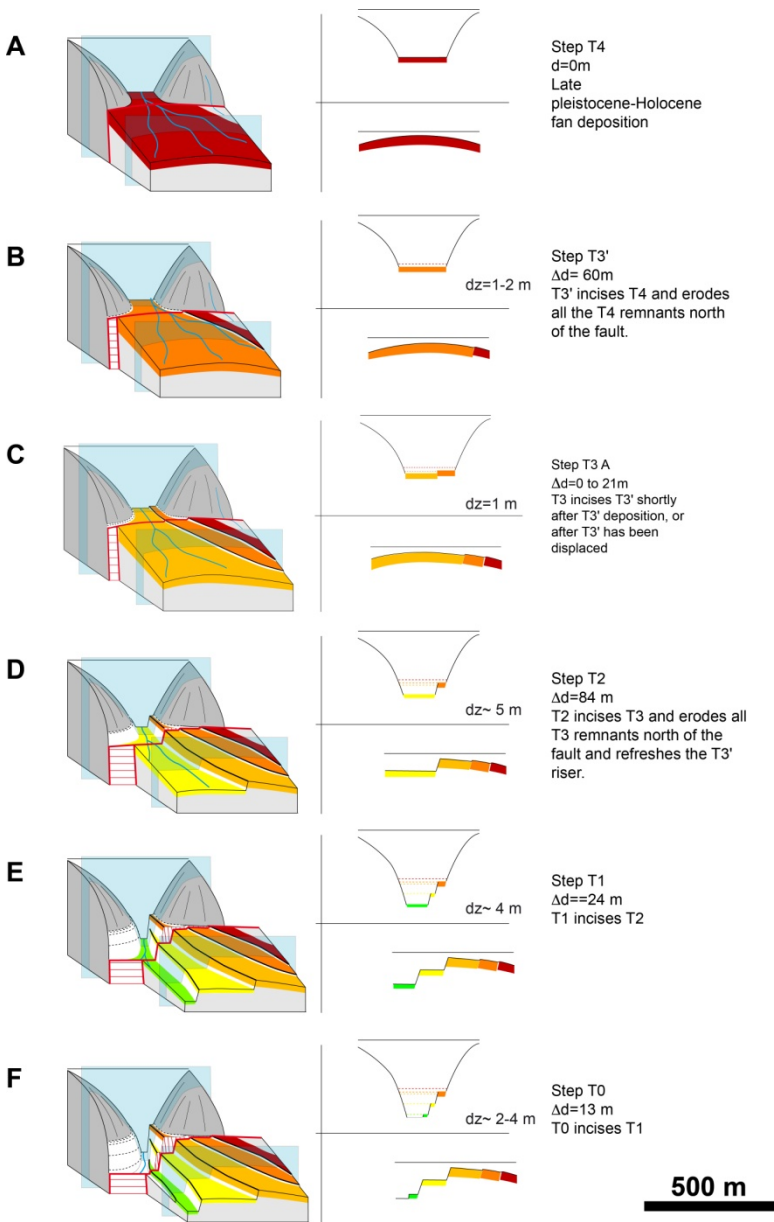 A
Step T4
d=0m
Late
pleistocene-Holocene
fan deposition
B
dz=1-2 m
Step T3'
Δd= 60m
T3' incises T4 and erodes
all the T4 remnants north
of the fault.
C
dz=1 m
Step T3 A
Δd=0 to 21m
T3 incises T3' shortly
after T3' deposition, or
after T3' has been
displaced
D
dz~ 5 m
Step T2
Δd=84 m
T2 incises T3 and erodes all
T3 remnants north of the
fault and refreshes the T3'
riser.
E
dz~ 4 m
Step T1
Δd==24 m
T1 incises T2
F
dz~ 2-4 m
Step T0
Δd=13 m
T0 incises T1
500 m